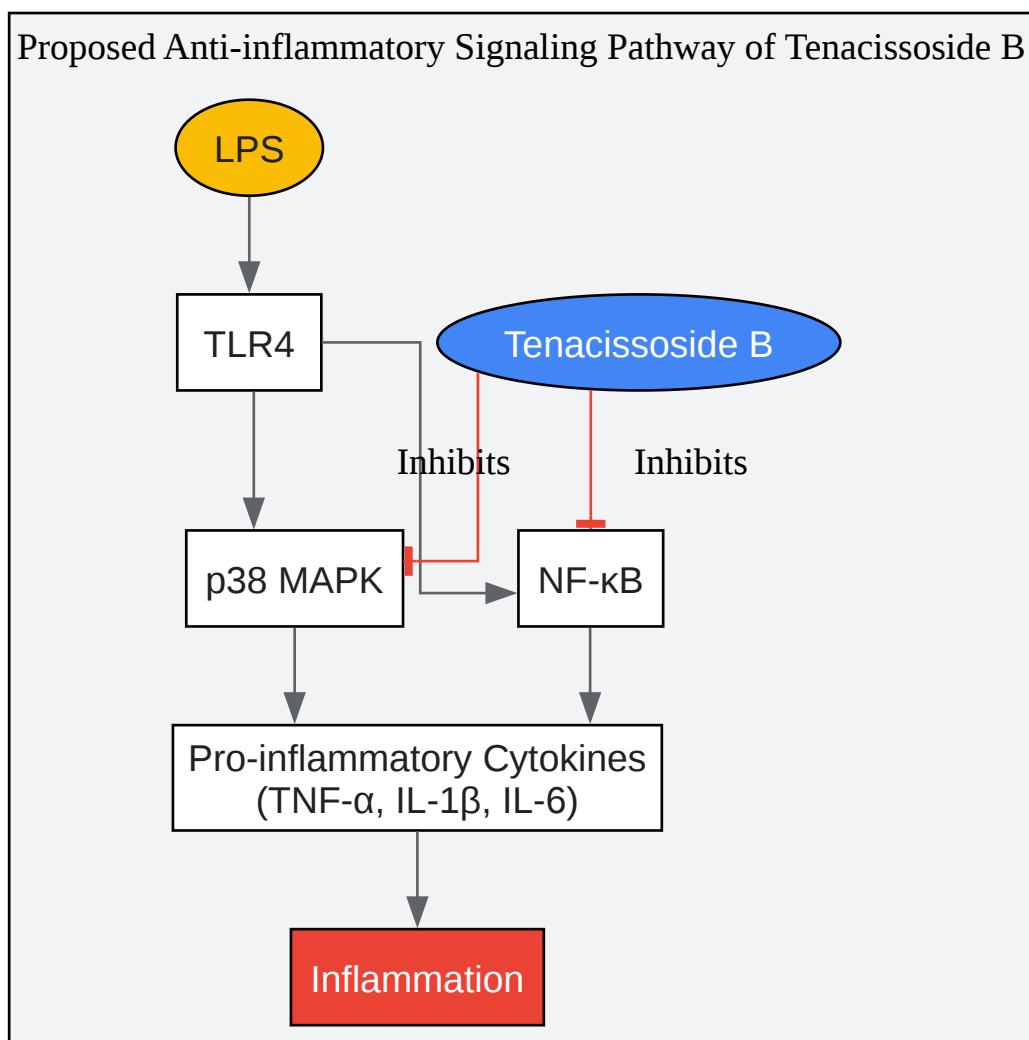 Proposed Anti-inflammatory Signaling Pathway of Tenacissoside B
LPS
TLR4
Tenacissoside B
Inhibits
Inhibits
p38 MAPK
NF-κB
Pro-inflammatory Cytokines
(TNF-α, IL-1β, IL-6)
Inflammation